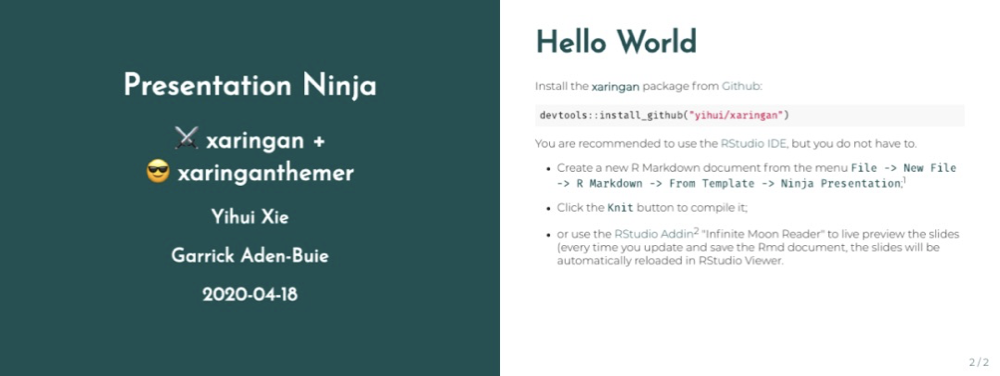 Presentation Ninja
⚔ xaringan +
😎 xaringanthemer
Yihui Xie
Garrick Aden-Buie
2020-04-18
Hello World
Install the xaringan package from Github:
devtools::install_github("yihui/xaringan")
You are recommended to use the RStudio IDE, but you do not have to.
• Create a new R Markdown document from the menu File -> New File
-> R Markdown -> From Template -> Ninja Presentation;1
• Click the Knit button to compile it;
• or use the RStudio Addin2 "Infinite Moon Reader" to live preview the slides
(every time you update and save the Rmd document, the slides will be
automatically reloaded in RStudio Viewer.
2 / 2